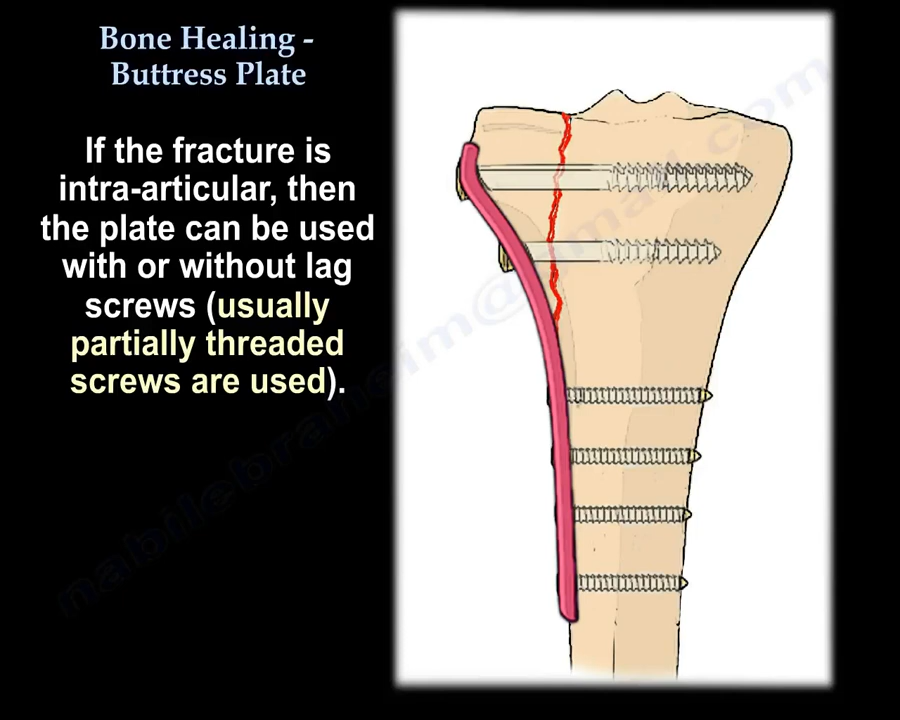 Bone Healing -
Buttress Plate
If the fracture is
intra-articular, then
the plate can be used
with or without lag
screws (usually
partially threaded
screws are used).